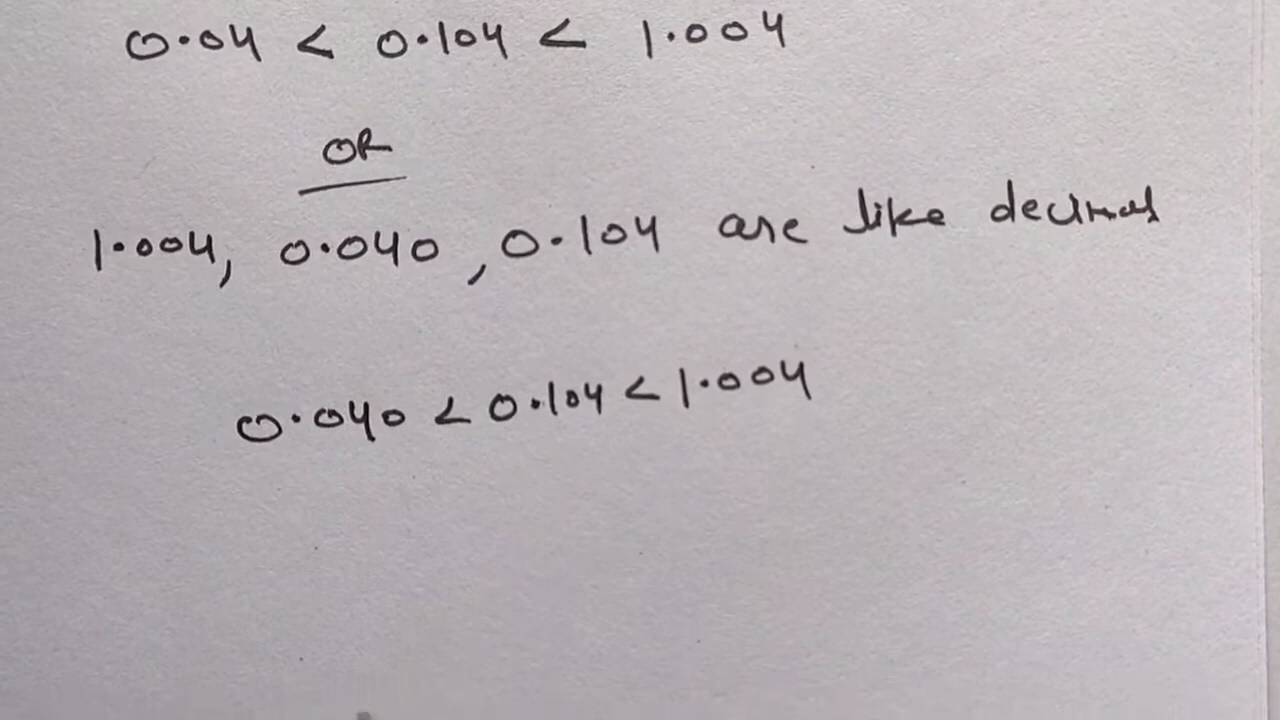 0.04 < 0.104 < 1.004
OR
1.004, 0.040, 0.104 are like decimal
0.040 < 0.104 < 1.004